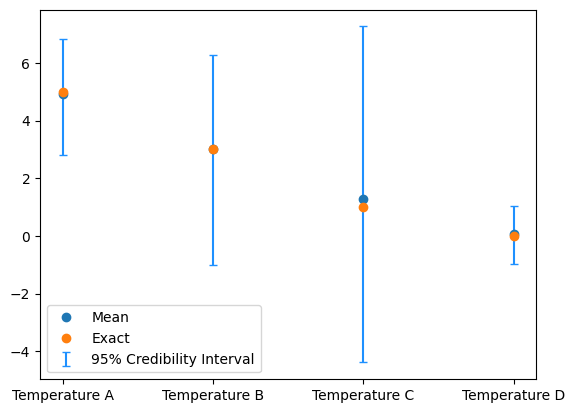 6
4
2
0
−2
−4
Mean
Exact
95% Credibility Interval
Temperature A Temperature B Temperature C Temperature D